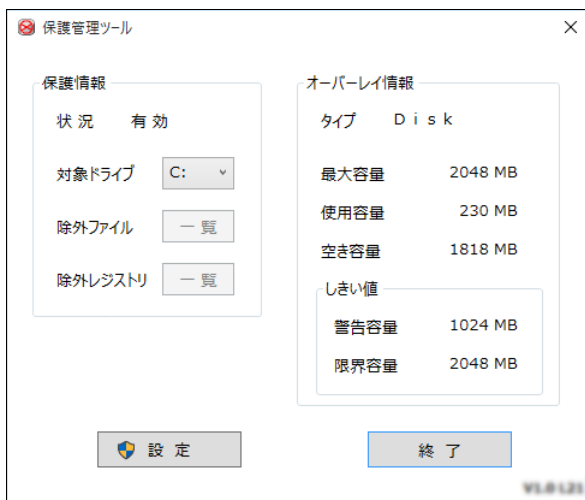 保護管理ツール
保護情報
状況 有効
対象ドライブ C:
除外ファイル 一覧
除外レジストリ 一覧
オーバーレイ情報
タイプ Disk
最大容量 2048 MB
使用容量 230 MB
空き容量 1818 MB
しきい値
警告容量 1024 MB
限界容量 2048 MB
設定
終了